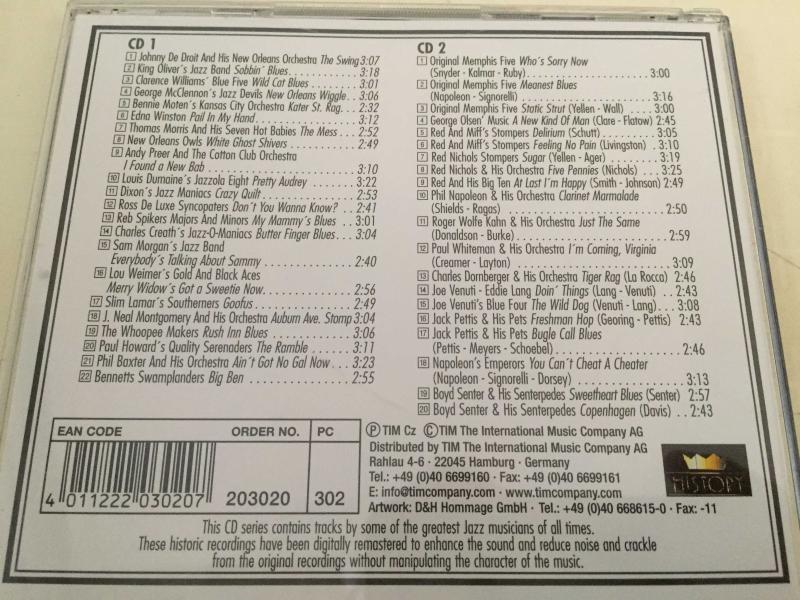 CD 1
1 Johnny De Droit And His New Orleans Orchestra The Swing 3:07
2 King Oliver's Jazz Band Sobbin' Blues. . . . . . . . . . . . . . 3:18
3 Clarence Williams' Blue Five Wild Cat Blues . . . . . . . . . 3:01
4 George McClennon's Jazz Devils New Orleans Wiggle. . 3:06
5 Bennie Moten's Kansas City Orchestra Kater St. Rag. . . 2:32
6 Edna Winston Pail In My Hand. . . . . . . . . . . . . . . . . 3:12
7 Thomas Morris And His Seven Hot Babies The Mess . . . 2:52
8 New Orleans Owls White Ghost Shivers . . . . . . . . . . . 2:49
9 Andy Preer And The Cotton Club Orchestra
I Found a New Bab . . . . . . . . . . . . . . . . . . . . . . 3:10
10 Louis Dumaine's Jazzola Eight Pretty Audrey . . . . . . . 3:22
11 Dixon's Jazz Maniacs Crazy Quilt. . . . . . . . . . . . . . . 2:53
12 Ross De Luxe Syncopaters Don't You Wanna Know? . . 2:41
13 Reb Spikers Majors And Minors My Mammy's Blues . . 3:01
14 Charles Creath's Jazz-O-Maniacs Butter Finger Blues. . . 3:04
15 Sam Morgan's Jazz Band
Everybody's Talking About Sammy . . . . . . . . . . . . . 2:40
16 Lou Weimer's Gold And Black Aces
Merry Widow's Got a Sweetie Now. . . . . . . . . . . . . 2:56
17 Slim Lamar's Southerners Goofus. . . . . . . . . . . . . . . 2:49
18 J. Neal Montgomery And His Orchestra Auburn Ave. Stomp 3:04
19 The Whoopee Makers Rush Inn Blues . . . . . . . . . . . . 3:06
20 Paul Howard's Quality Serenaders The Ramble . . . . . . 3:11
21 Phil Baxter And His Orchestra Ain't Got No Gal Now . . . 3:23
22 Bennetts Swamplanders Big Ben . . . . . . . . . . . . . . . 2:55
CD 2
1 Original Memphis Five Who's Sorry Now
(Snyder - Kalmar - Ruby). . . . . . . . . . . . . . . . . . . 3:00
2 Original Memphis Five Meanest Blues
(Napoleon - Signorelli) . . . . . . . . . . . . . . . . . . . . 3:16
3 Original Memphis Five Static Strut (Yellen - Wall) . . . . 3:00
4 George Olsen' Music A New Kind Of Man (Clare - Flatow) 2:45
5 Red And Miff's Stompers Delirium (Schutt). . . . . . . . . 3:05
6 Red And Miff's Stompers Feeling No Pain (Livingston) . 3:10
7 Red Nichols Stompers Sugar (Yellen - Ager) . . . . . . . . 3:19
8 Red Nichols & His Orchestra Five Pennies (Nichols) . . . 3:25
9 Red And His Big Ten At Last I'm Happy (Smith - Johnson) 2:49
10 Phil Napoleon & His Orchestra Clarinet Marmalade
(Shields - Ragas) . . . . . . . . . . . . . . . . . . . . . . . 2:50
11 Roger Wolfe Kahn & His Orchestra Just The Same
(Donaldson - Burke). . . . . . . . . . . . . . . . . . . . . . 2:59
12 Paul Whiteman & His Orchestra I'm Coming, Virginia
(Creamer - Layton) . . . . . . . . . . . . . . . . . . . . . . 3:09
13 Charles Dornberger & His Orchestra Tiger Rag (La Rocca) 2:46
14 Joe Venuti - Eddie Lang Doin' Things (Lang - Venuti) . . 2:43
15 Joe Venuti's Blue Four The Wild Dog (Venuti - Lang). . . 3:08
16 Jack Pettis & His Pets Freshman Hop (Georing - Pettis) 2:43
17 Jack Pettis & His Pets Bugle Call Blues
(Pettis - Meyers - Schoebel). . . . . . . . . . . . . . . . . 2:46
18 Napoleon's Emperors You Can't Cheat A Cheater
(Napoleon - Signorelli - Dorsey) . . . . . . . . . . . . . . . 3:13
19 Boyd Senter & His Senterpedes Sweetheart Blues (Senter) 2:57
20 Boyd Senter & His Senterpedes Copenhagen (Davis) . . 2:43
EAN CODE ORDER NO. PC
4 011222 030207 203020 302
Ⓟ TIM Cz © TIM The International Music Company AG
Distributed by TIM The International Music Company AG
Rahlau 4-6 · 22045 Hamburg · Germany
Tel.: +49 (0)40 6699160 · Fax: +49 (0)40 6699161
E: info@timcompany.com · www.timcompany.com
Artwork: D&H Hommage GmbH · Tel.: +49 (0)40 668615-0 · Fax: -11
HISTORY
This CD series contains tracks by some of the greatest Jazz musicians of all times.
These historic recordings have been digitally remastered to enhance the sound and reduce noise and crackle
from the original recordings without manipulating the character of the music.